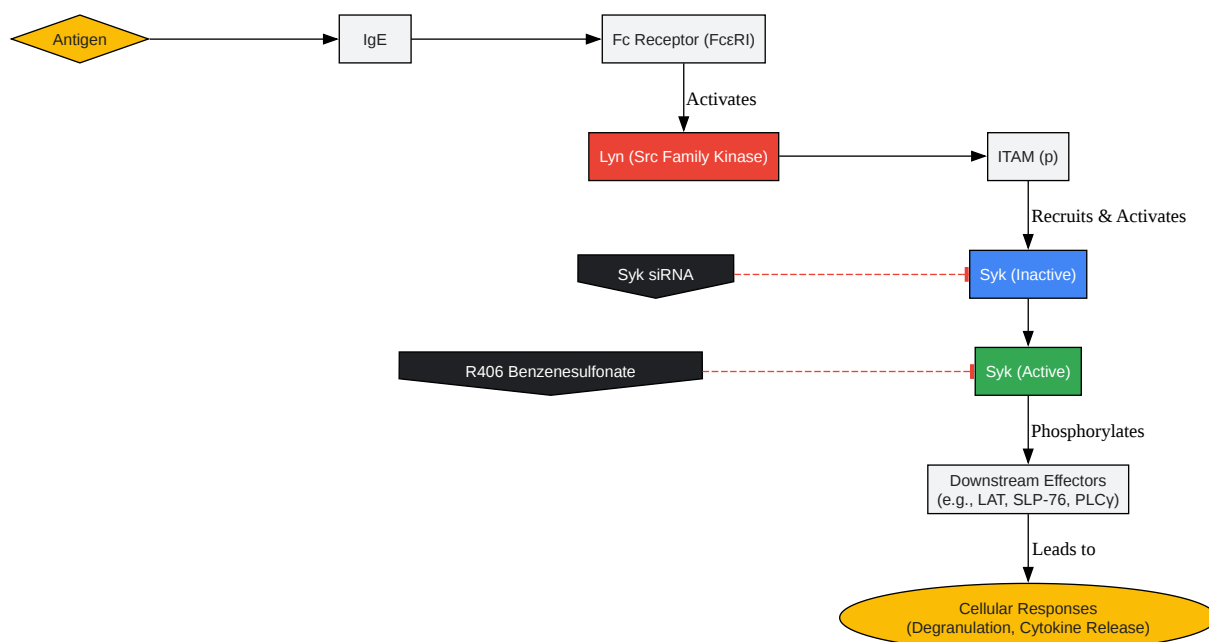 Antigen
IgE
Fc Receptor (FcεRI)
Activates
Lyn (Src Family Kinase)
ITAM (p)
Recruits & Activates
Syk siRNA
Syk (Inactive)
R406 Benzenesulfonate
Syk (Active)
Phosphorylates
Downstream Effectors
(e.g., LAT, SLP-76, PLCγ)
Leads to
Cellular Responses
(Degranulation, Cytokine Release)